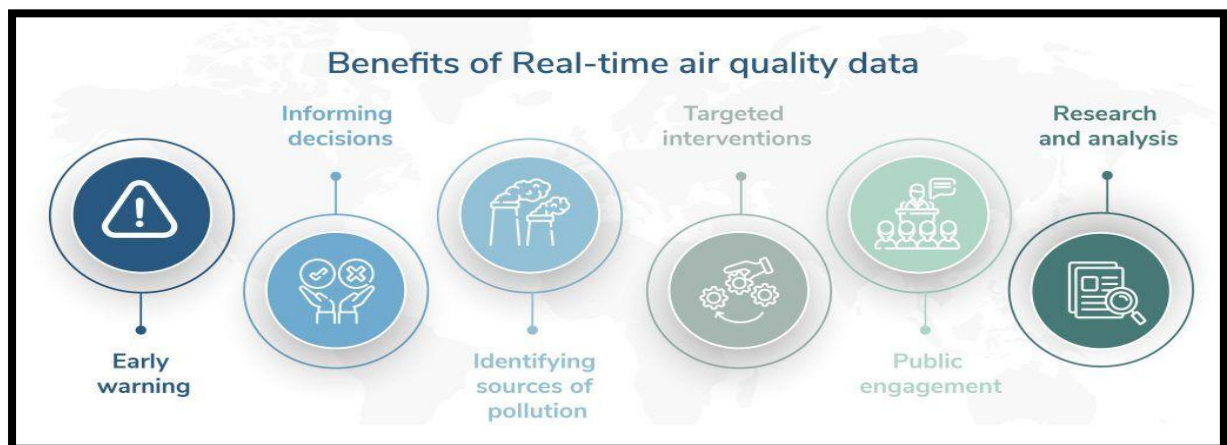 Benefits of Real-time air quality data
Early
warning
Informing
decisions
Identifying
sources of
pollution
Targeted
interventions
Public
engagement
Research
and analysis